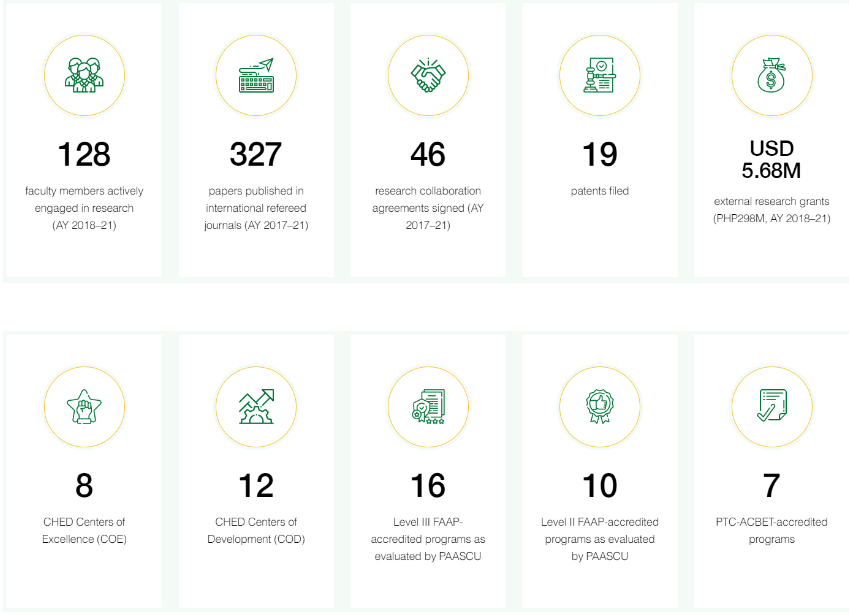 128
faculty members actively
engaged in research
(AY 2018–21)
327
papers published in
international refereed
journals (AY 2017–21)
46
research collaboration
agreements signed (AY
2017–21)
19
patents filed
USD
5.68M
external research grants
(PHP298M, AY 2018–21)
8
CHED Centers of
Excellence (COE)
12
CHED Centers of
Development (COD)
16
Level III FAAP-
accredited programs as
evaluated by PAASCU
10
Level II FAAP-accredited
programs as evaluated
by PAASCU
7
PTC-ACBET-accredited
programs